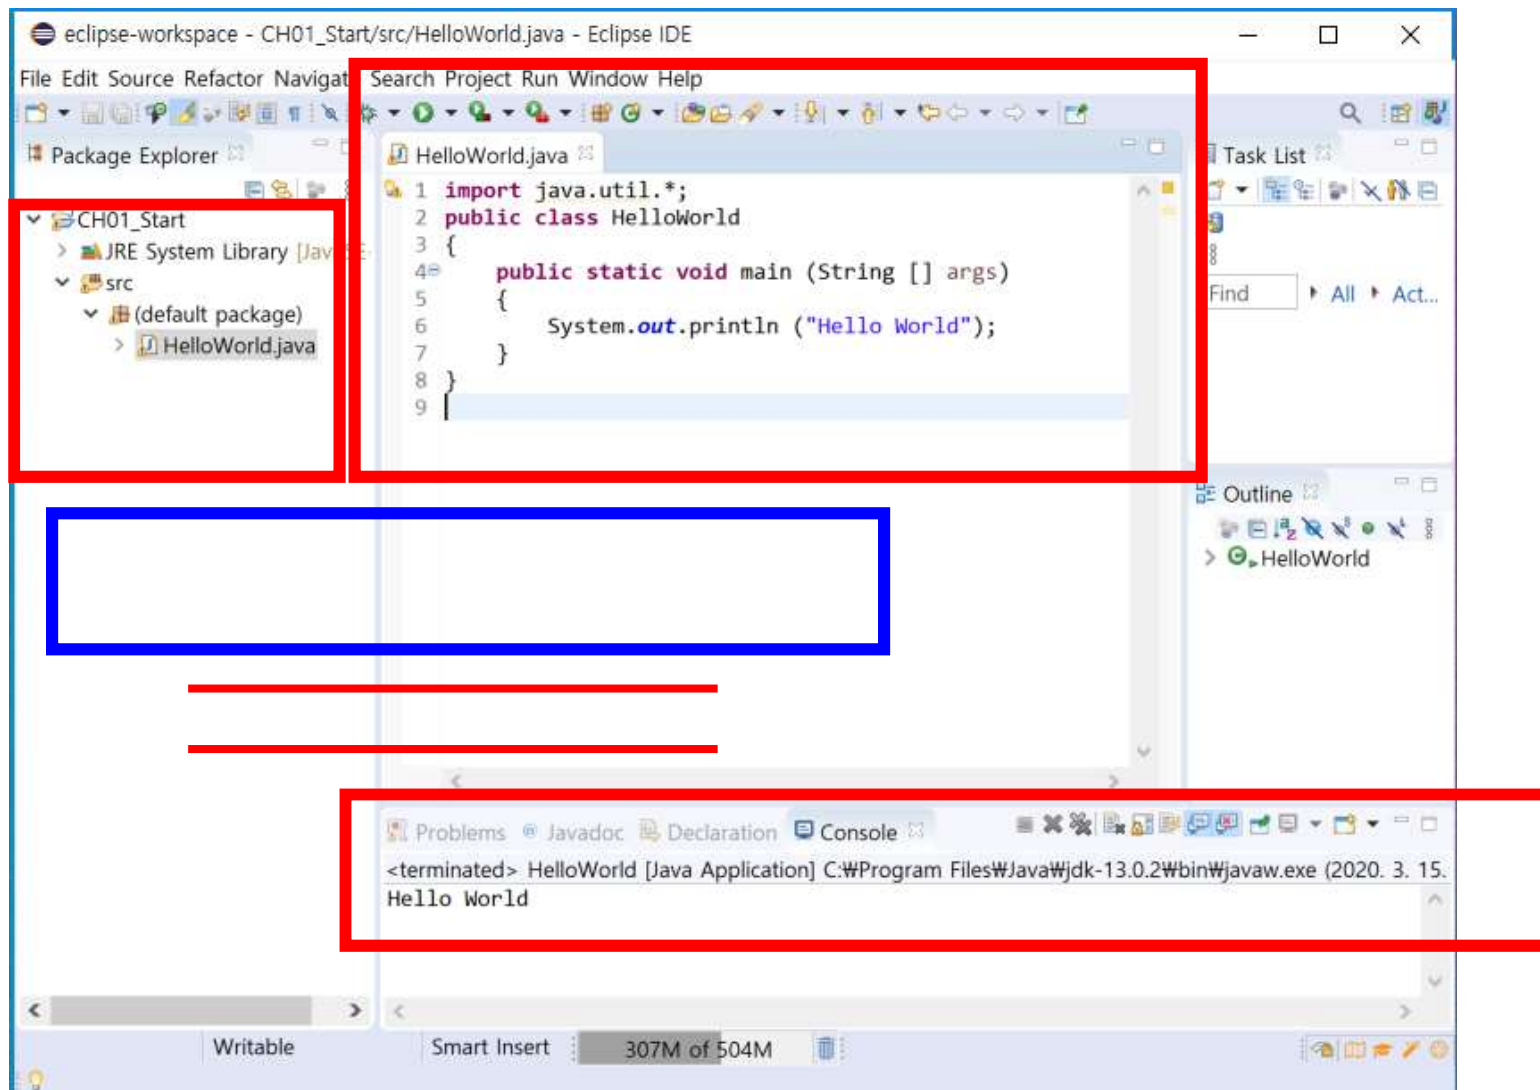 eclipse-workspace - CH01_Start/src/HelloWorld.java - Eclipse IDE
File Edit Source Refactor Navigat Search Project Run Window Help
Package Explorer
CH01_Start
JRE System Library [Jav
src
(default package)
HelloWorld.java
HelloWorld.java
1 import java.util.*;
2 public class HelloWorld
3 {
4 public static void main (String [] args)
5 {
6 System.out.println ("Hello World");
7 }
8 }
9
Task List
Find All Act...
Outline
HelloWorld
Problems Javadoc Declaration Console
<terminated> HelloWorld [Java Application] C:₩Program Files₩Java₩jdk-13.0.2₩bin₩javaw.exe (2020. 3. 15.
Hello World
Writable Smart Insert 307M of 504M